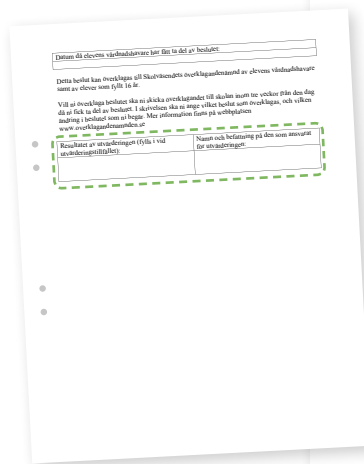 Datum då elevens vårdnadshavare har fått ta del av beslutet:
Detta beslut kan överklagas till Skolväsendets överklagandenämnd av elevens vårdnadshavare
samt av elever som fyllt 16 år.
Vill ni överklaga beslutet ska ni skicka överklagandet till skolan inom tre veckor från den dag
då ni fick ta del av beslutet. I skrivelsen ska ni ange vilket beslut som överklagas, och vilken
ändring i beslutet som ni begär. Mer information finns på webbplatsen
www.overklagandenamnden.se
Resultatet av utvärderingen (fylls i vid
utvärderingstillfället):
Namn och befattning på den som ansvarat
för utvärderingen: